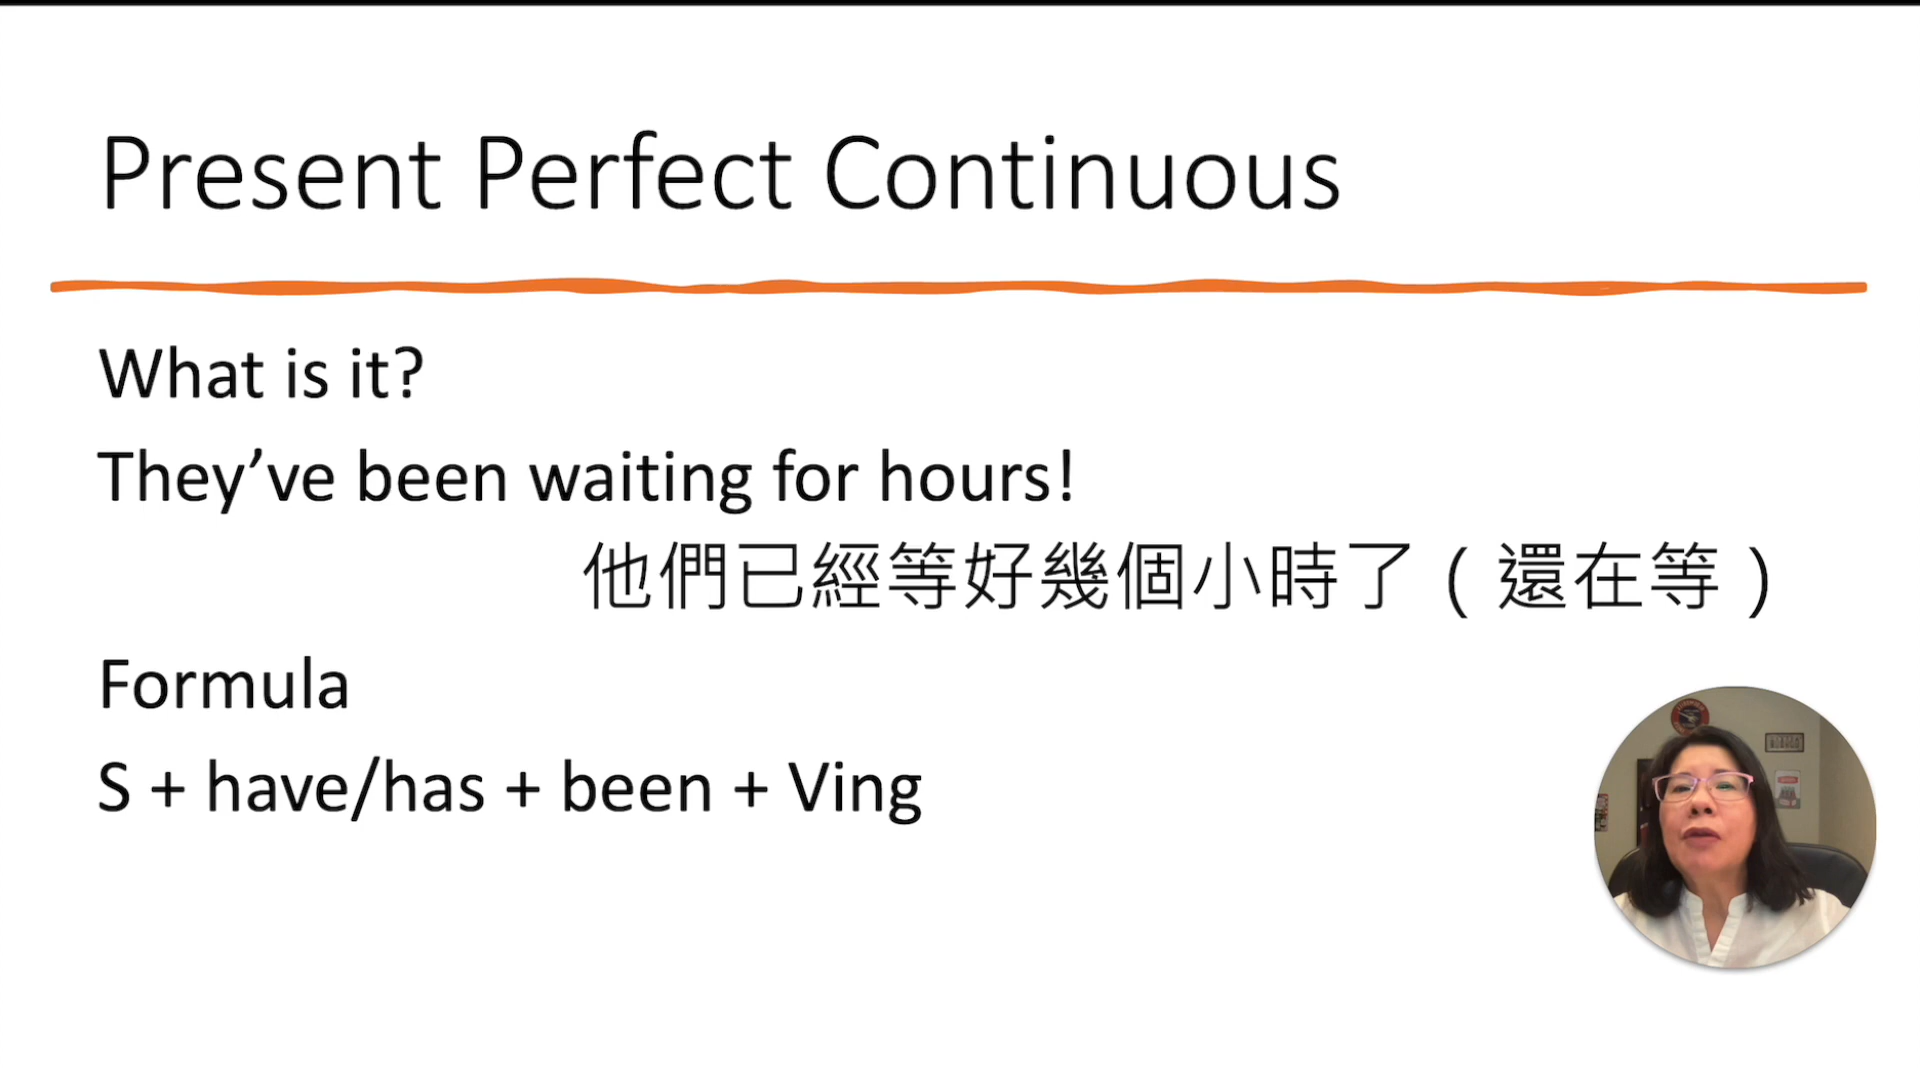 Present Perfect Continuous
What is it?
They’ve been waiting for hours!
他們已經等好幾個小時了（還在等）
Formula
S + have/has + been + Ving